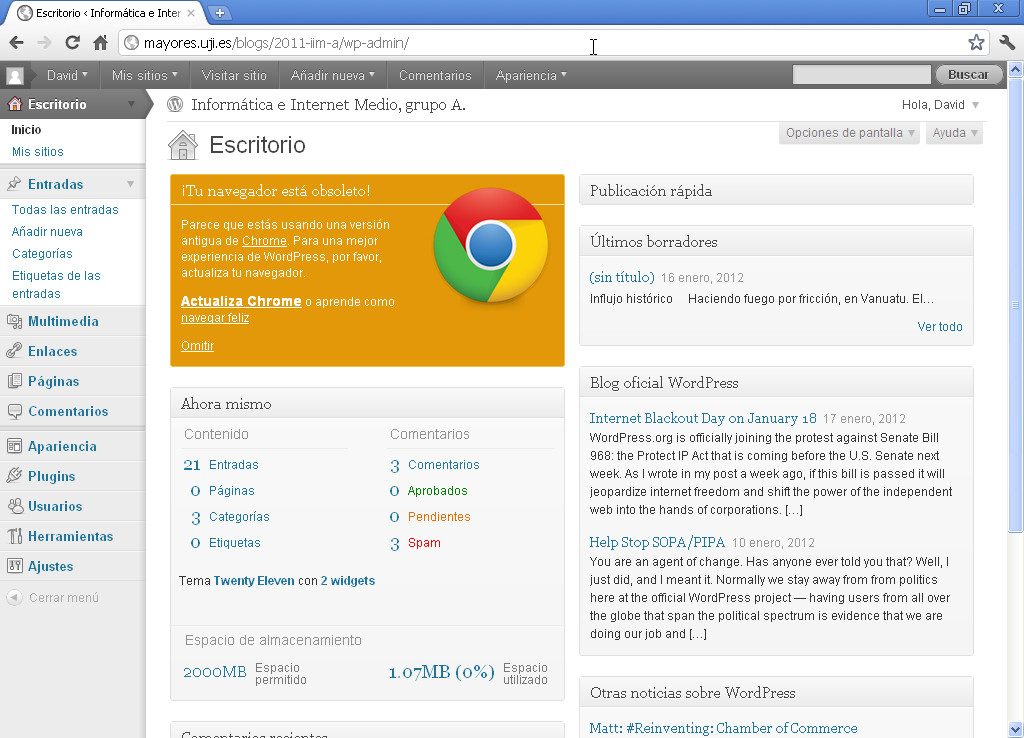 Escritorio ‹ Informática e Inter
mayores.uji.es/blogs/2011-iim-a/wp-admin/
David
Mis sitios
Visitar sitio
Añadir nueva
Comentarios
Apariencia
Buscar
Escritorio
Inicio
Mis sitios
Entradas
Todas las entradas
Añadir nueva
Categorías
Etiquetas de las
entradas
Multimedia
Enlaces
Páginas
Comentarios
Apariencia
Plugins
Usuarios
Herramientas
Ajustes
Cerrar menú
Informática e Internet Medio, grupo A.
Hola, David
Opciones de pantalla
Ayuda
Escritorio
¡Tu navegador está obsoleto!
Parece que estás usando una versión
antigua de Chrome. Para una mejor
experiencia de WordPress, por favor,
actualiza tu navegador.
Actualiza Chrome o aprende como
navegar feliz
Omitir
Ahora mismo
Contenido
21 Entradas
0 Páginas
3 Categorías
0 Etiquetas
Comentarios
3 Comentarios
0 Aprobados
0 Pendientes
3 Spam
Tema Twenty Eleven con 2 widgets
Espacio de almacenamiento
2000MB Espacio
permitido
1.07MB (0%) Espacio
utilizado
Comentarios recientes
Publicación rápida
Últimos borradores
(sin título) 16 enero, 2012
Influjo histórico Haciendo fuego por fricción, en Vanuatu. El…
Ver todo
Blog oficial WordPress
Internet Blackout Day on January 18 17 enero, 2012
WordPress.org is officially joining the protest against Senate Bill
968: the Protect IP Act that is coming before the U.S. Senate next
week. As I wrote in my post a week ago, if this bill is passed it will
jeopardize internet freedom and shift the power of the independent
web into the hands of corporations. […]
Help Stop SOPA/PIPA 10 enero, 2012
You are an agent of change. Has anyone ever told you that? Well, I
just did, and I meant it. Normally we stay away from from politics
here at the official WordPress project — having users from all over
the globe that span the political spectrum is evidence that we are
doing our job and […]
Otras noticias sobre WordPress
Matt: #Reinventing: Chamber of Commerce